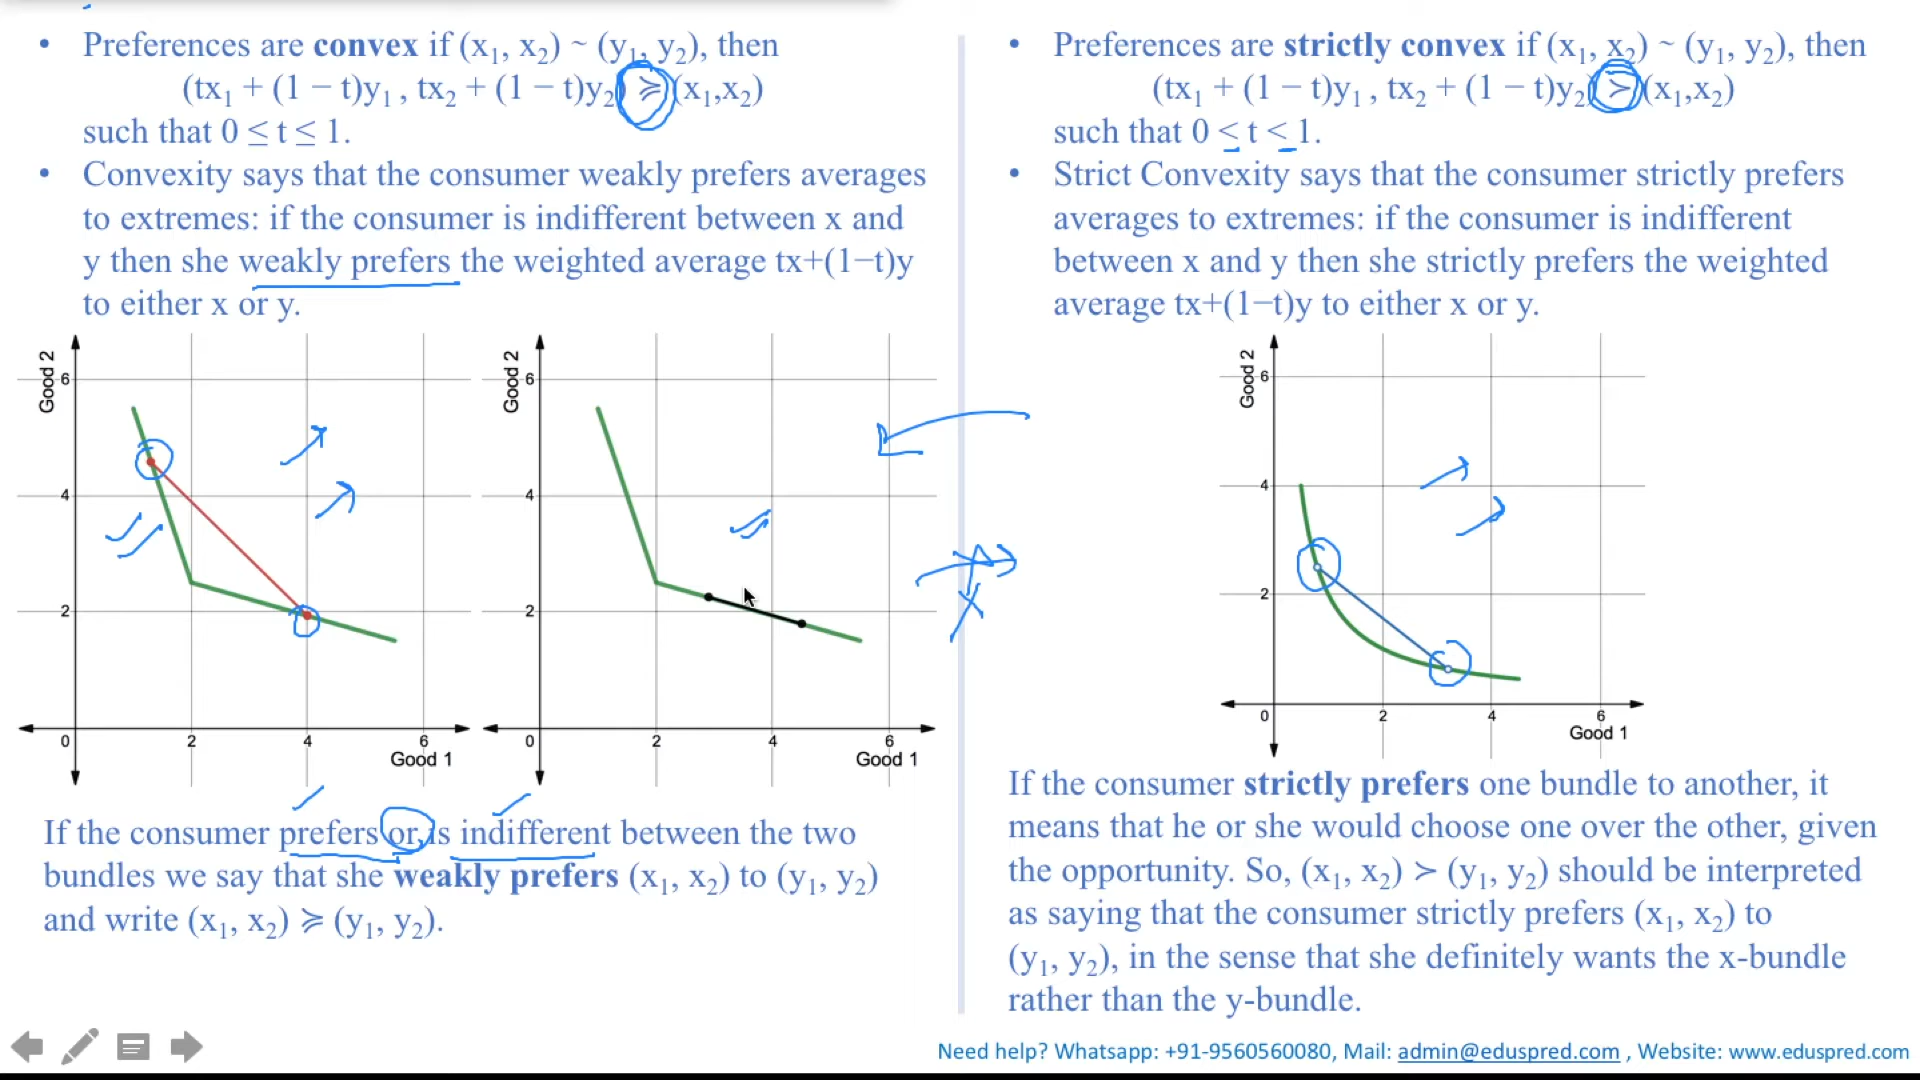 • Preferences are convex if (x₁, x₂) ~ (y₁, y₂), then
(tx₁ + (1 − t)y₁ , tx₂ + (1 − t)y₂) ≽ (x₁,x₂)
such that 0 ≤ t ≤ 1.
• Convexity says that the consumer weakly prefers averages
to extremes: if the consumer is indifferent between x and
y then she weakly prefers the weighted average tx+(1−t)y
to either x or y.
Good 2
6
4
2
0
2
4
6
Good 1
Good 2
6
4
2
0
2
4
6
Good 1
If the consumer prefers or is indifferent between the two
bundles we say that she weakly prefers (x₁, x₂) to (y₁, y₂)
and write (x₁, x₂) ≽ (y₁, y₂).
• Preferences are strictly convex if (x₁, x₂) ~ (y₁, y₂), then
(tx₁ + (1 − t)y₁ , tx₂ + (1 − t)y₂) ≻ (x₁,x₂)
such that 0 < t < 1.
• Strict Convexity says that the consumer strictly prefers
averages to extremes: if the consumer is indifferent
between x and y then she strictly prefers the weighted
average tx+(1−t)y to either x or y.
Good 2
6
4
2
0
2
4
6
Good 1
If the consumer strictly prefers one bundle to another, it
means that he or she would choose one over the other, given
the opportunity. So, (x₁, x₂) ≻ (y₁, y₂) should be interpreted
as saying that the consumer strictly prefers (x₁, x₂) to
(y₁, y₂), in the sense that she definitely wants the x-bundle
rather than the y-bundle.
Need help? Whatsapp: +91-9560560080, Mail: admin@eduspred.com , Website: www.eduspred.com